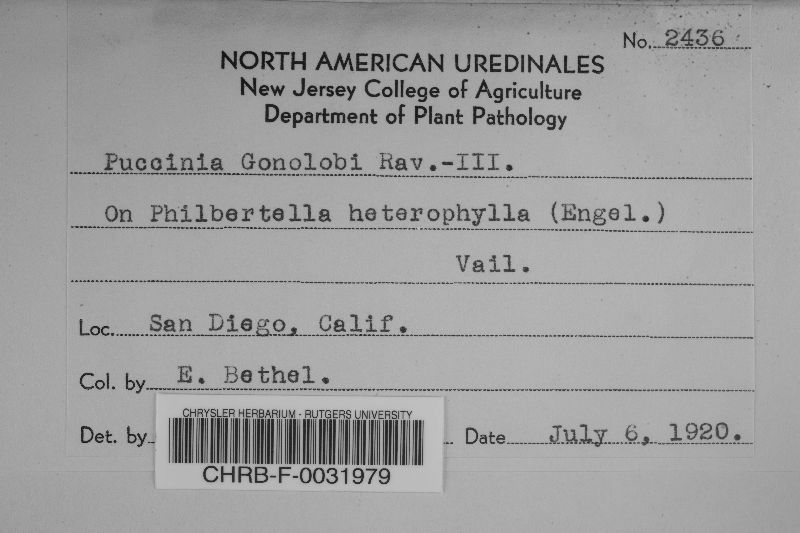 No. 2436
NORTH AMERICAN UREDINALES
New Jersey College of Agriculture
Department of Plant Pathology
Puccinia Gonolobi Rav.-III.
On Philbertella heterophylla (Engel.)
Vail.
Loc. San Diego, Calif.
Col. by E. Bethel.
Det. by Date July 6, 1920.
CHRYSLER HERBARIUM - RUTGERS UNIVERSITY
CHRB-F-0031979